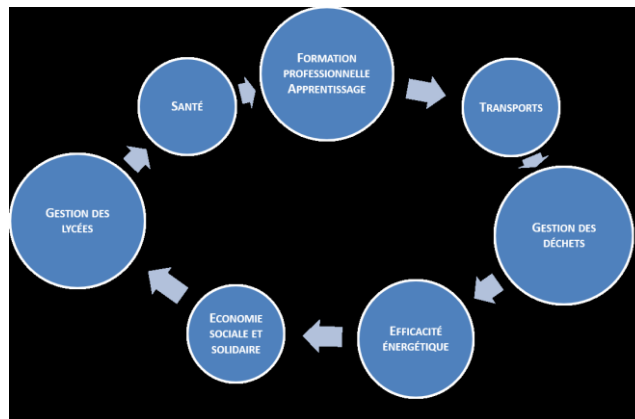 FORMATION
PROFESSIONNELLE
APPRENTISSAGE
TRANSPORTS
GESTION DES
DÉCHETS
EFFICACITÉ
ÉNERGÉTIQUE
ECONOMIE
SOCIALE ET
SOLIDAIRE
GESTION DES
LYCÉES
SANTÉ